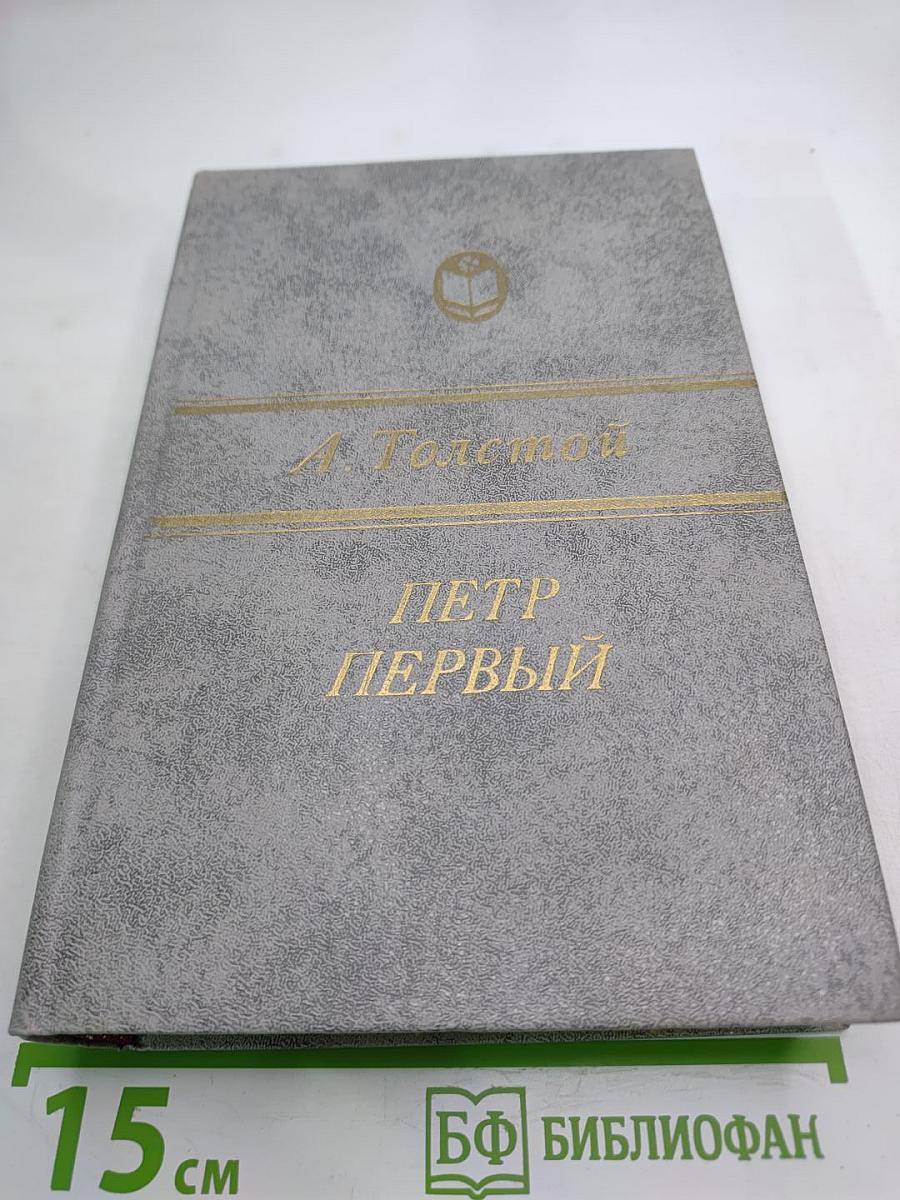 А. Толстой
ПЕТР
ПЕРВЫЙ
15 см
БФ БИБЛИОФАН